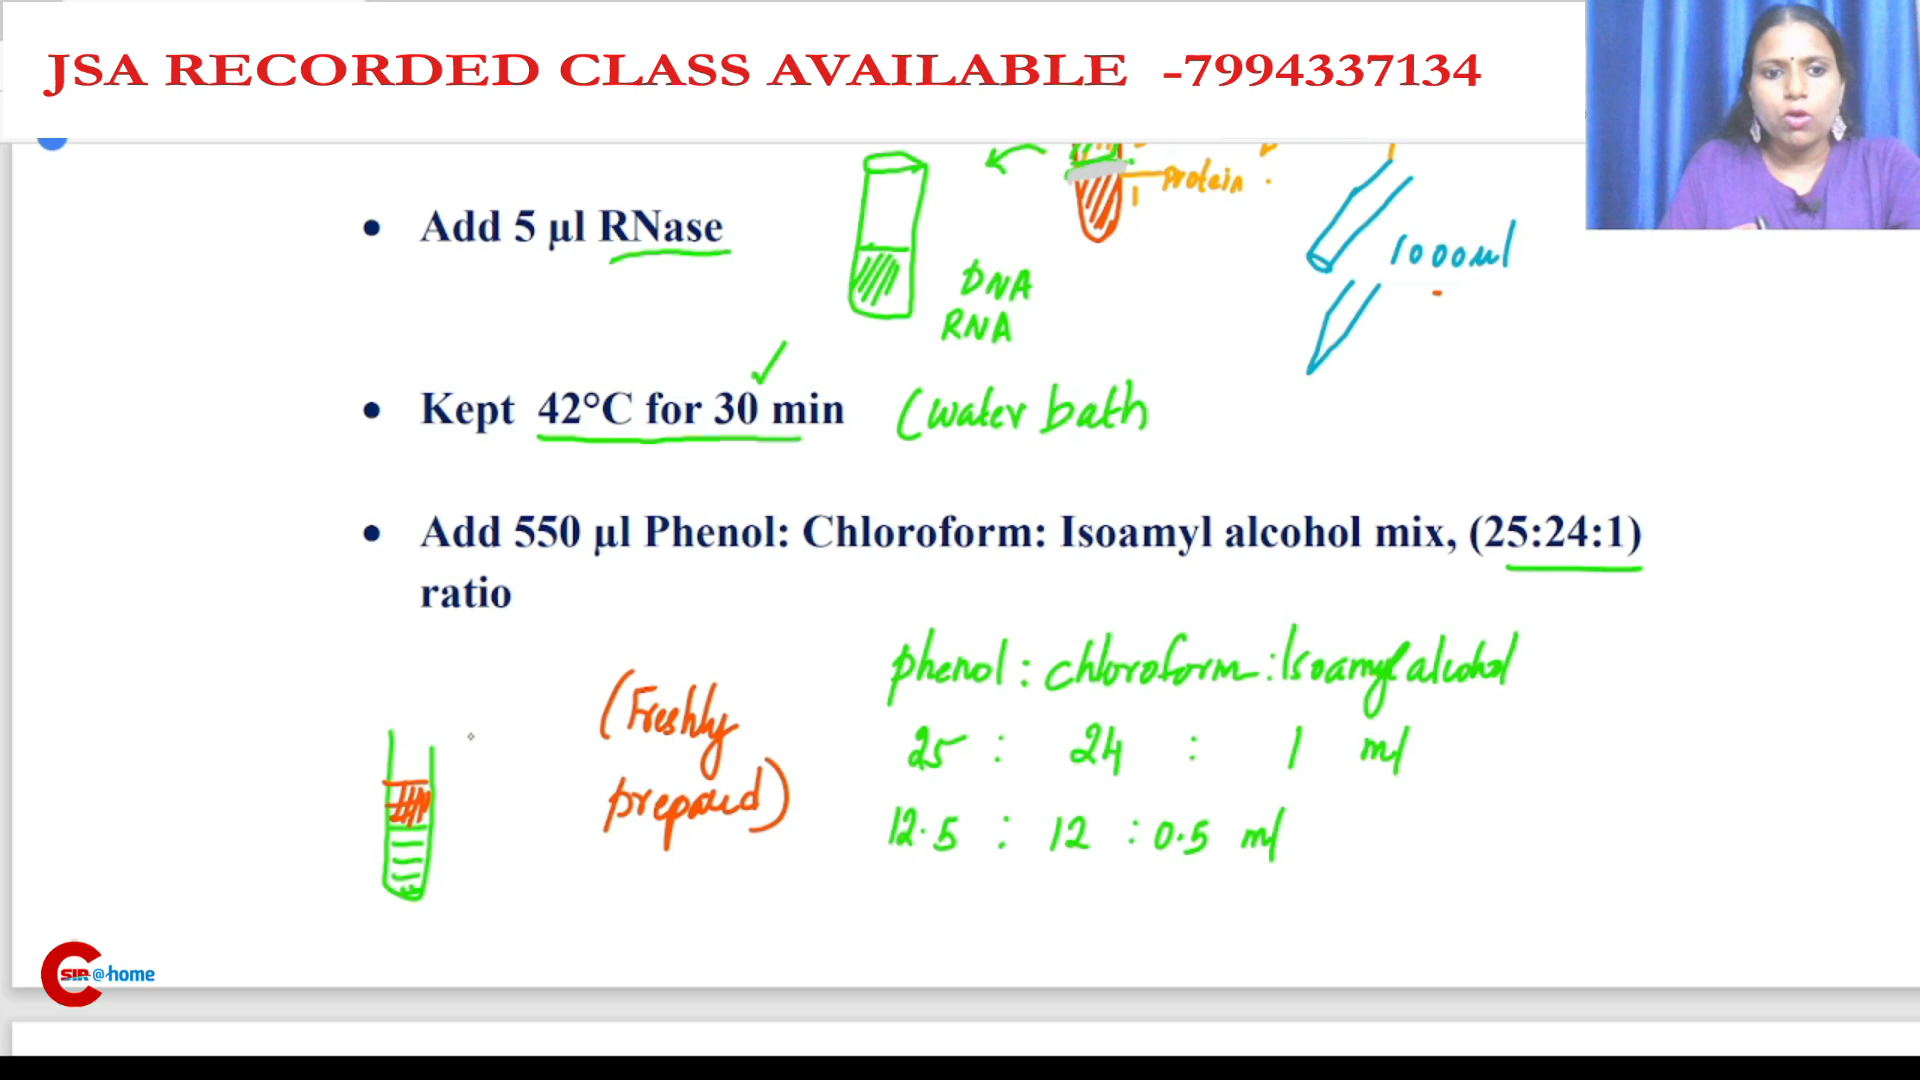 JSA RECORDED CLASS AVAILABLE -7994337134
protein
• Add 5 µl RNase
1000µl
DNA
RNA
• Kept 42°C for 30 min
(water bath
• Add 550 µl Phenol: Chloroform: Isoamyl alcohol mix, (25:24:1)
ratio
phenol : chloroform : Isoamyl alcohol
(Freshly
prepared)
25 : 24 : 1 ml
12.5 : 12 : 0.5 ml
CSIR@home